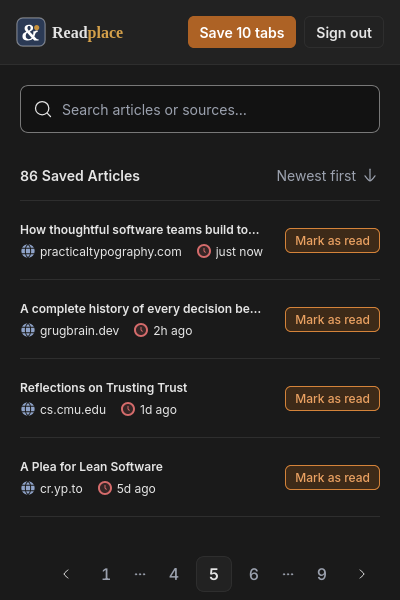 & Readplace
Save 10 tabs
Sign out
Search articles or sources...
86 Saved Articles
Newest first ↓
How thoughtful software teams build to...
practicaltypography.com
just now
Mark as read
A complete history of every decision be...
grugbrain.dev
2h ago
Mark as read
Reflections on Trusting Trust
cs.cmu.edu
1d ago
Mark as read
A Plea for Lean Software
cr.yp.to
5d ago
Mark as read
‹ 1 ... 4 5 6 ... 9 ›